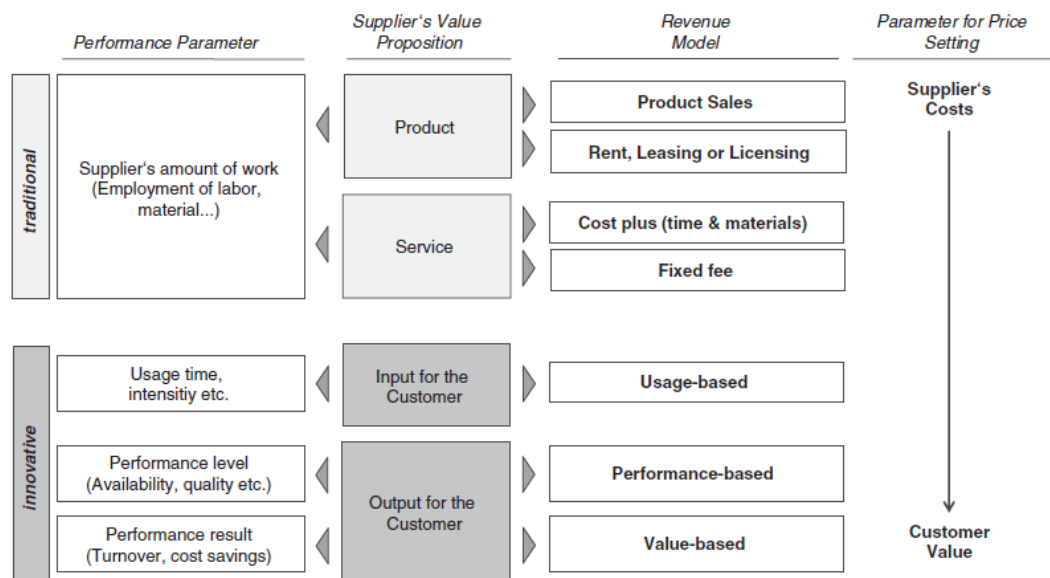 Performance Parameter
Supplier‘s Value
Proposition
Revenue
Model
Parameter for Price
Setting
traditional
Supplier‘s amount of work
(Employment of labor,
material...)
Product
Product Sales
Rent, Leasing or Licensing
Service
Cost plus (time & materials)
Fixed fee
Supplier‘s
Costs
innovative
Usage time,
intensitiy etc.
Input for the
Customer
Usage-based
Performance level
(Availability, quality etc.)
Output for the
Customer
Performance-based
Performance result
(Turnover, cost savings)
Value-based
Customer
Value